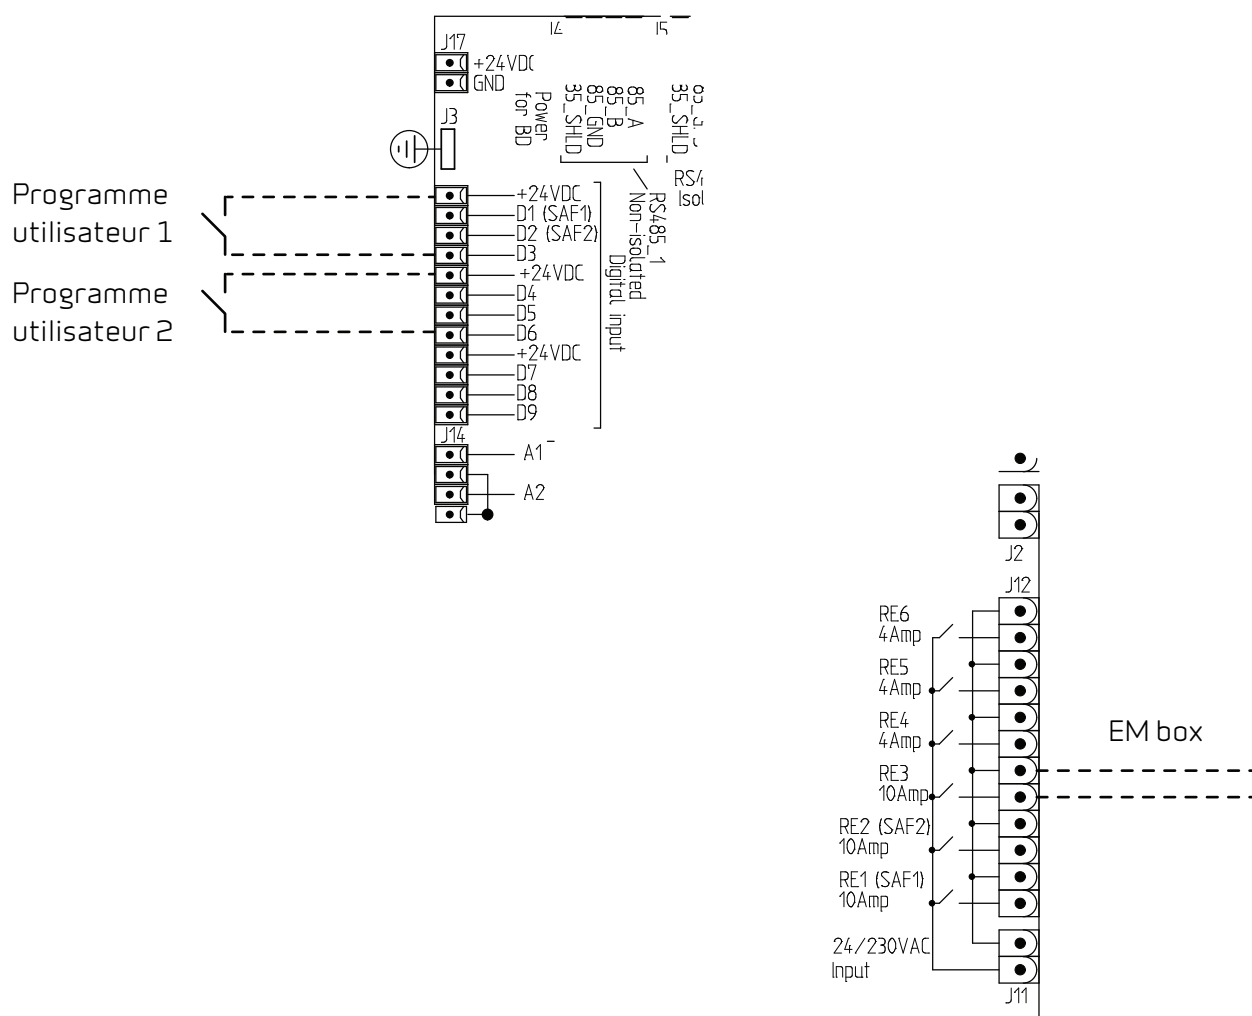 J4
J5
J17
+24VDC
GND
Power
for BD
85_A
85_B
85_GND
35_SHLD
35_SHLD
J3
RS485_1
Non-isolated
Digital input
Programme
utilisateur 1
Programme
utilisateur 2
+24VDC
D1 (SAF1)
D2 (SAF2)
D3
+24VDC
D4
D5
D6
+24VDC
D7
D8
D9
J14
A1
A2
J2
J12
RE6
4Amp
RE5
4Amp
RE4
4Amp
RE3
10Amp
RE2 (SAF2)
10Amp
RE1 (SAF1)
10Amp
24/230VAC
Input
J11
EM box